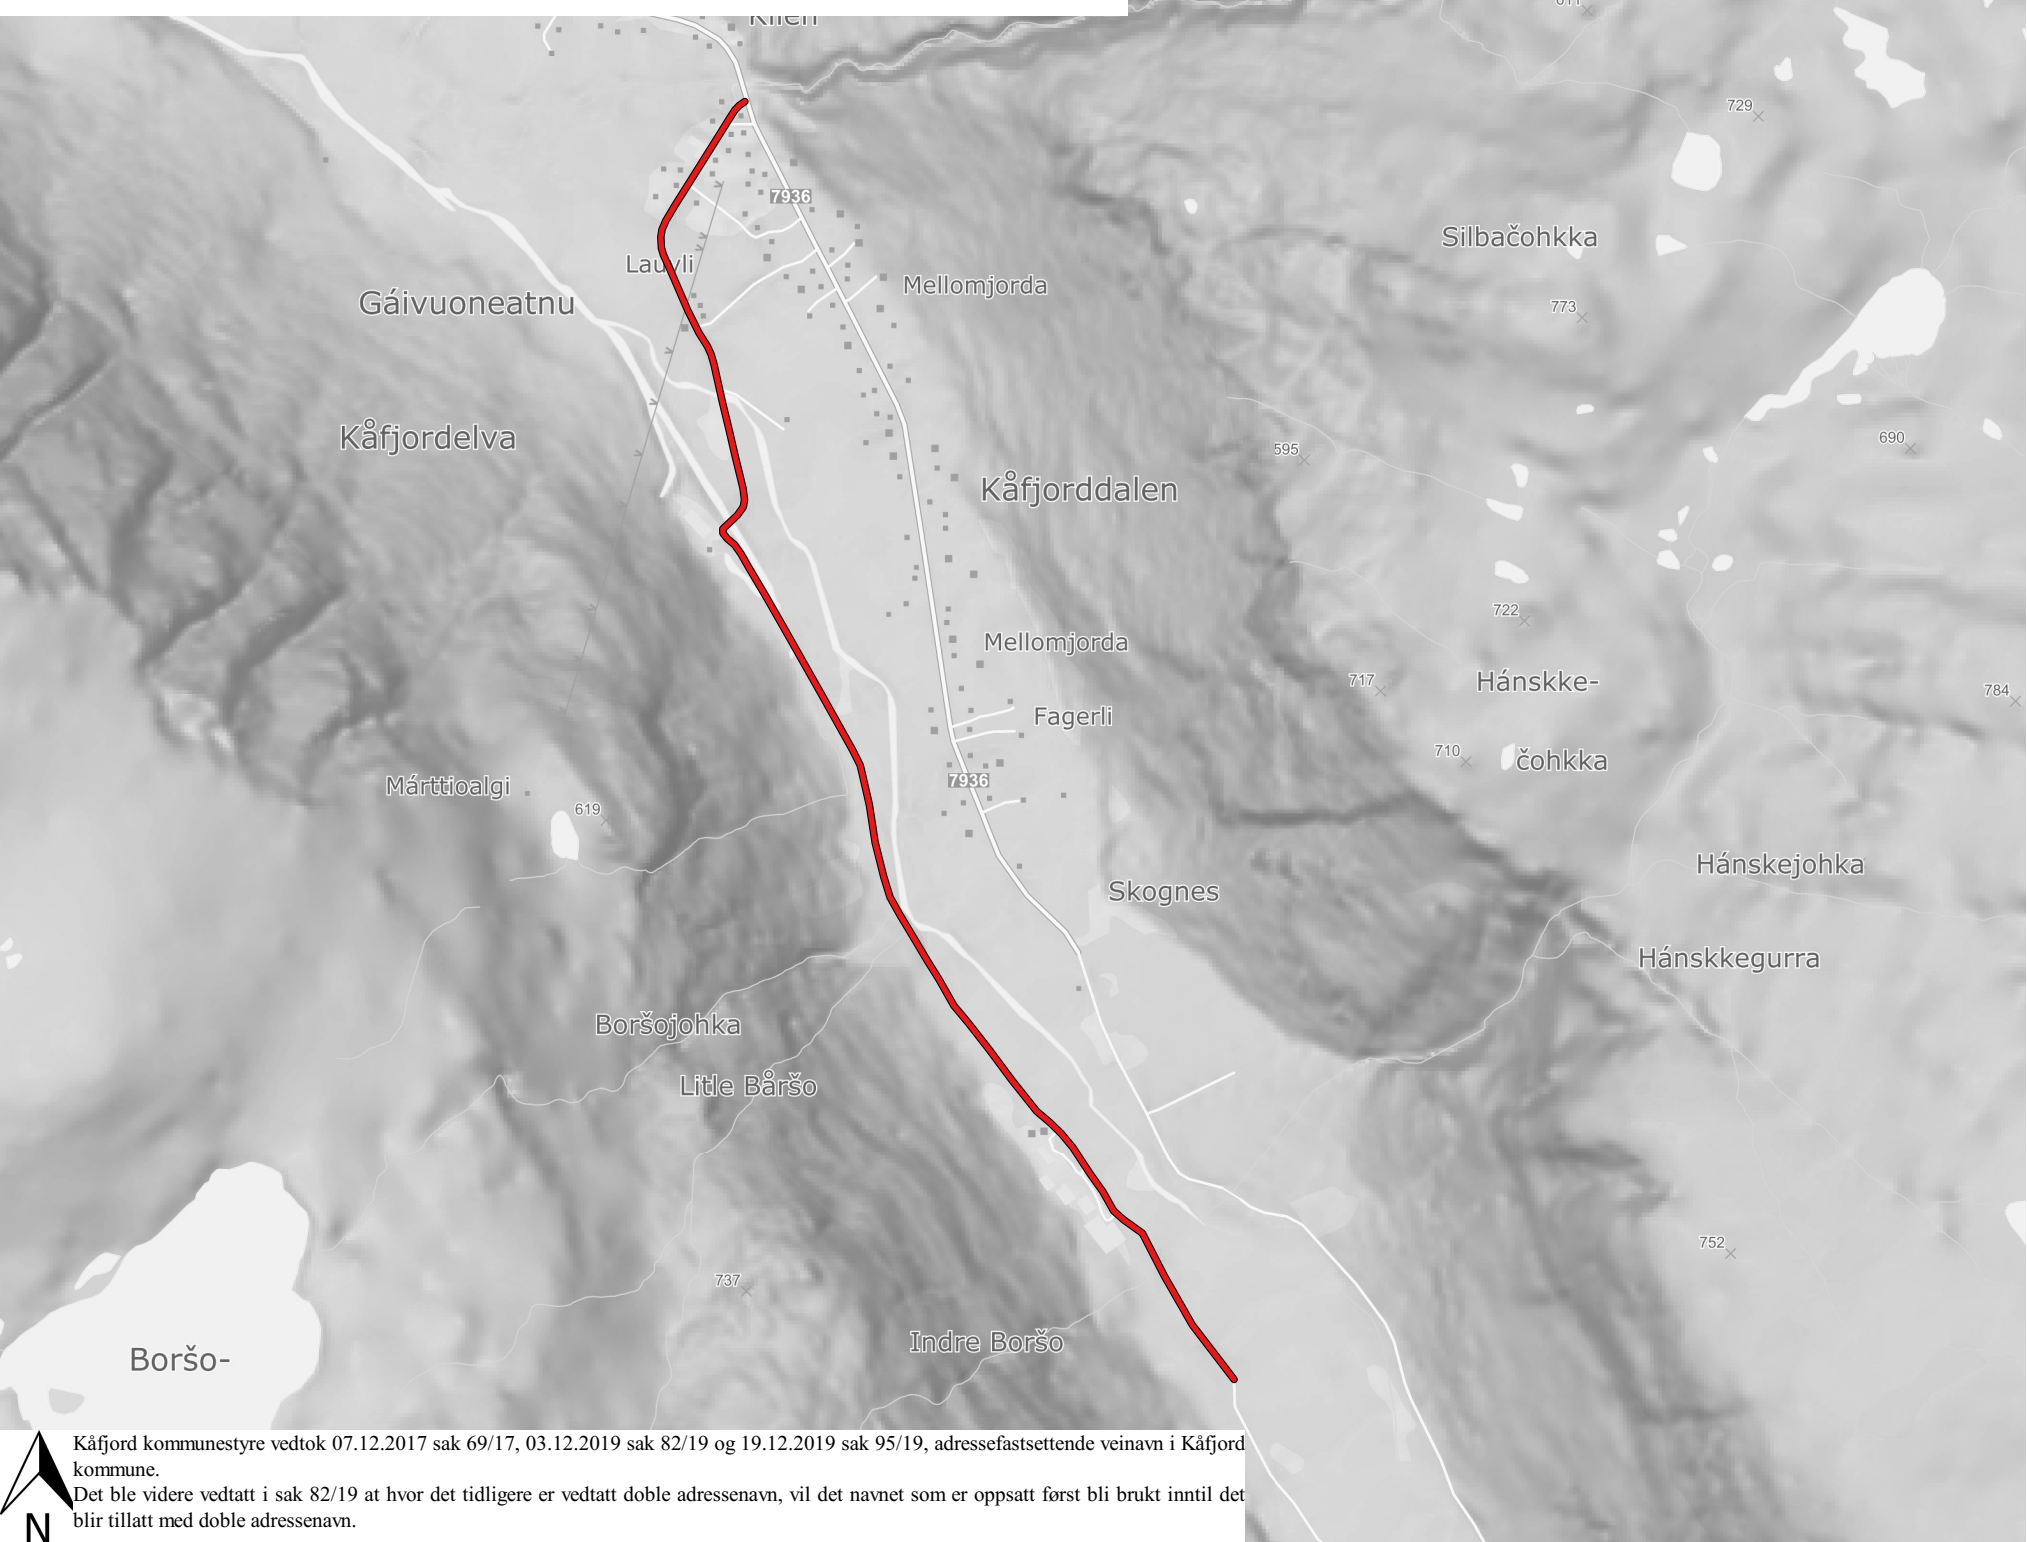 Kilen
611
729
7936
Silbačohkka
Lauvli
Mellomjorda
Gáivuoneatnu
773
Kåfjordelva
690
595
Kåfjorddalen
722
Mellomjorda
717
Hánskke-
784
Fagerli
710
čohkka
7936
Márttioalgi
619
Hánskejohka
Skognes
Hánskkegurra
Boršojohka
Litle Båršo
752
737
Indre Boršo
Boršo-
Kåfjord kommunestyre vedtok 07.12.2017 sak 69/17, 03.12.2019 sak 82/19 og 19.12.2019 sak 95/19, adressefastsettende veinavn i Kåfjord
kommune.
Det ble videre vedtatt i sak 82/19 at hvor det tidligere er vedtatt doble adressenavn, vil det navnet som er oppsatt først bli brukt inntil det
blir tillatt med doble adressenavn.
N